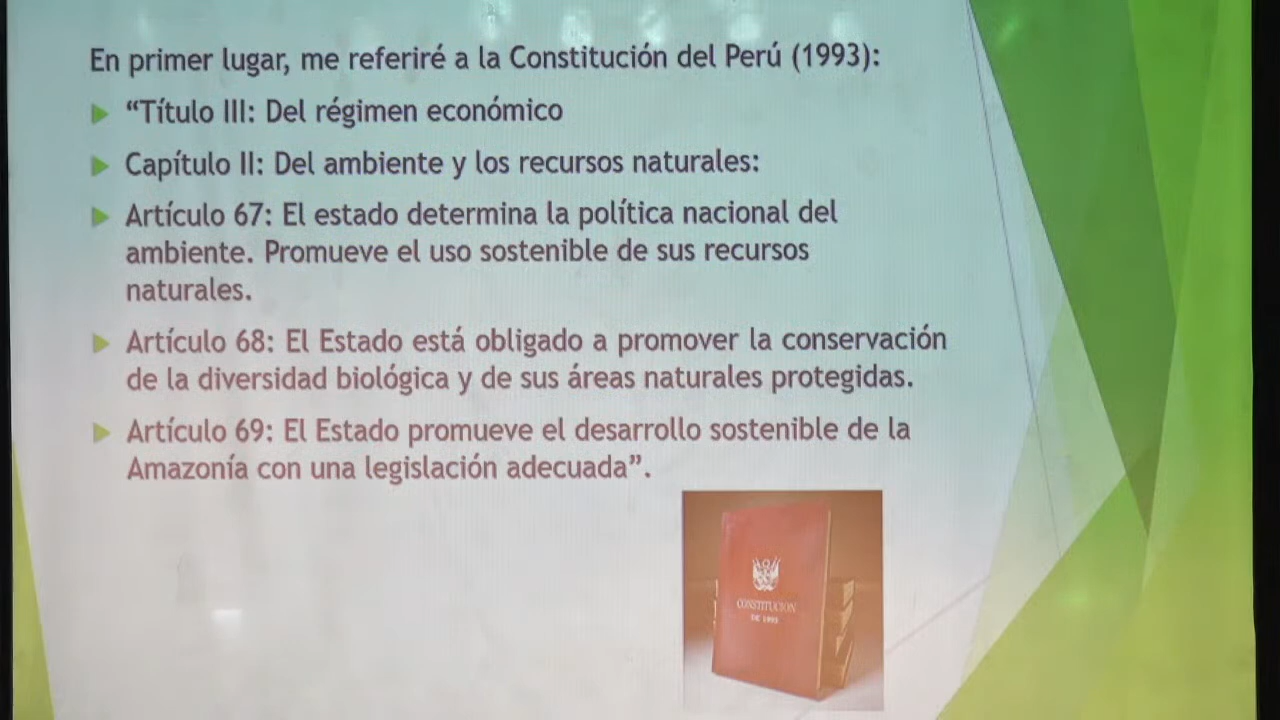 En primer lugar, me referiré a la Constitución del Perú (1993):
“Título III: Del régimen económico
Capítulo II: Del ambiente y los recursos naturales:
Artículo 67: El estado determina la política nacional del
ambiente. Promueve el uso sostenible de sus recursos
naturales.
Artículo 68: El Estado está obligado a promover la conservación
de la diversidad biológica y de sus áreas naturales protegidas.
Artículo 69: El Estado promueve el desarrollo sostenible de la
Amazonía con una legislación adecuada”.
CONSTITUCION
DE 1993